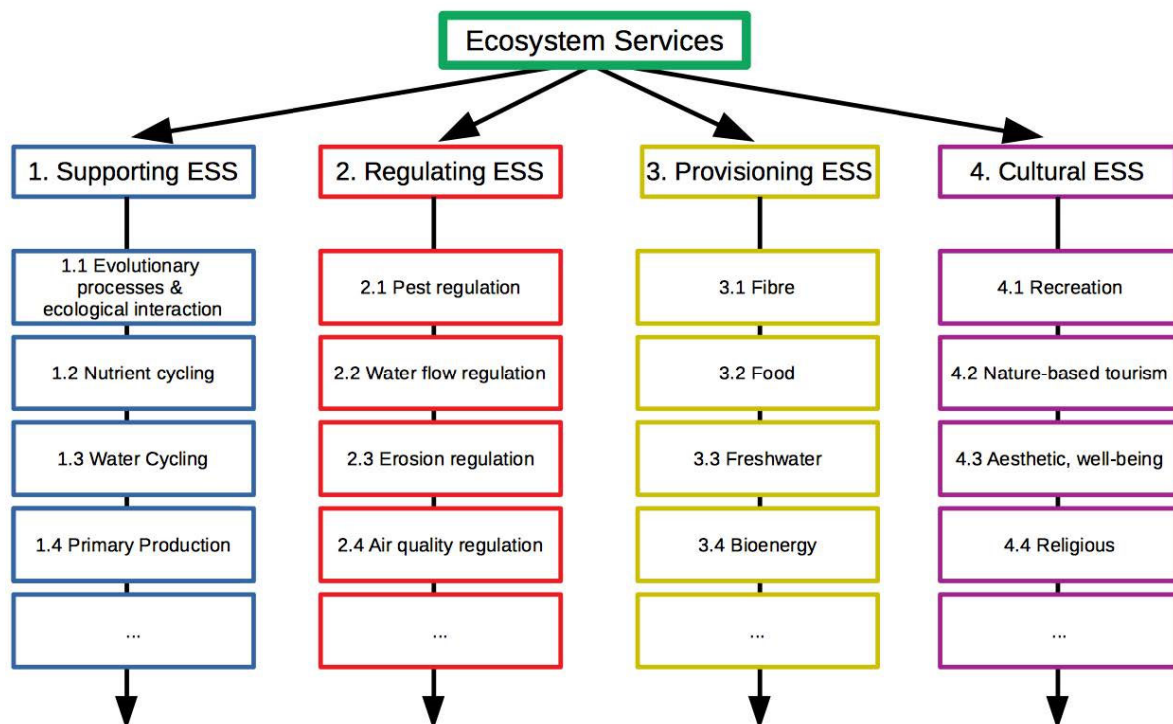 Ecosystem Services
1. Supporting ESS
2. Regulating ESS
3. Provisioning ESS
4. Cultural ESS
1.1 Evolutionary
processes &
ecological interaction
1.2 Nutrient cycling
1.3 Water Cycling
1.4 Primary Production
...
2.1 Pest regulation
2.2 Water flow regulation
2.3 Erosion regulation
2.4 Air quality regulation
...
3.1 Fibre
3.2 Food
3.3 Freshwater
3.4 Bioenergy
...
4.1 Recreation
4.2 Nature-based tourism
4.3 Aesthetic, well-being
4.4 Religious
...